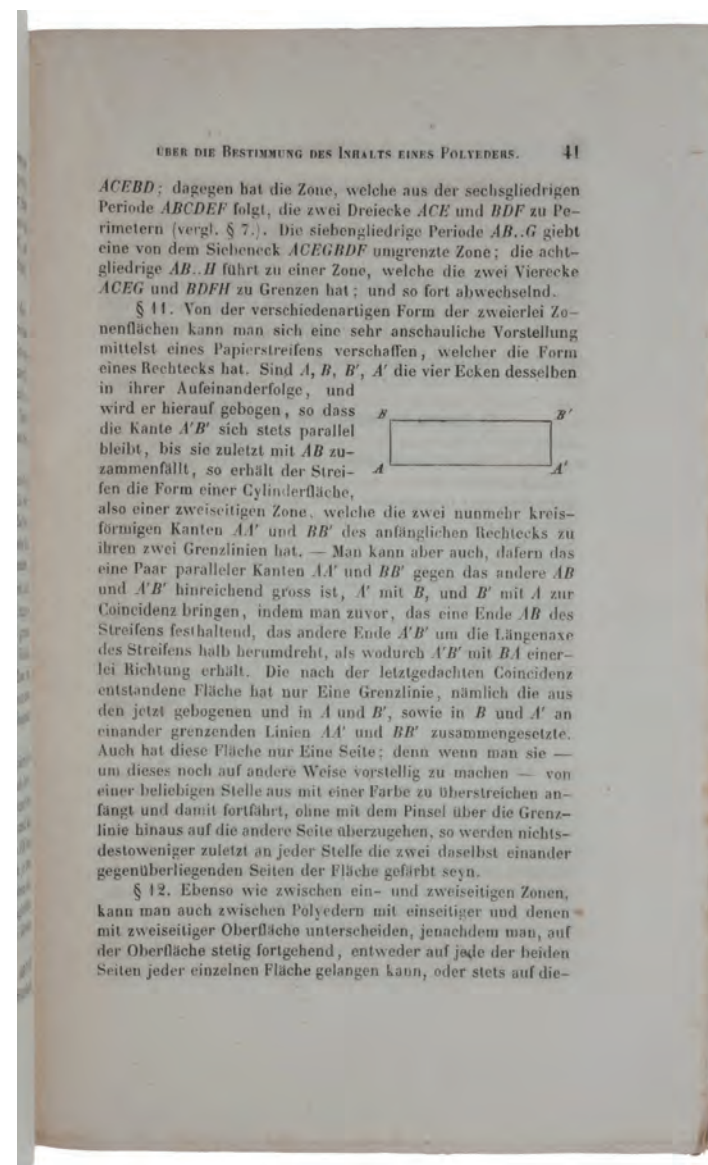 ÜBER DIE BESTIMMUNG DES INHALTS EINES POLYEDERS. 41
ACEBD; dagegen hat die Zone, welche aus der sechsgliedrigen
Periode ABCDEF folgt, die zwei Dreiecke ACE und BDF zu Pe-
rimetern (vergl. § 7.). Die siebengliedrige Periode AB..G giebt
eine von dem Siebeneck ACEGBDF umgrenzte Zone; die acht-
gliedrige AB..H führt zu einer Zone, welche die zwei Vierecke
ACEG und BDFH zu Grenzen hat; und so fort abwechselnd.
§ 11. Von der verschiedenartigen Form der zweierlei Zo-
nenflächen kann man sich eine sehr anschauliche Vorstellung
mittelst eines Papierstreifens verschaffen, welcher die Form
eines Rechtecks hat. Sind A, B, B', A' die vier Ecken desselben
in ihrer Aufeinanderfolge, und
wird er hierauf gebogen, so dass
die Kante A'B' sich stets parallel
bleibt, bis sie zuletzt mit AB zu-
zammenfällt, so erhält der Strei-
fen die Form einer Cylinderfläche,
B B'
A A'
also einer zweiseitigen Zone, welche die zwei nunmehr kreis-
förmigen Kanten AA' und BB' des anfänglichen Rechtecks zu
ihren zwei Grenzlinien hat. — Man kann aber auch, dafern das
eine Paar paralleler Kanten AA' und BB' gegen das andere AB
und A'B' hinreichend gross ist, A' mit B, und B' mit A zur
Coincidenz bringen, indem man zuvor, das eine Ende AB des
Streifens festhaltend, das andere Ende A'B' um die Längenaxe
des Streifens halb herumdreht, als wodurch A'B' mit BA einer-
lei Richtung erhält. Die nach der letztgedachten Coincidenz
entstandene Fläche hat nur Eine Grenzlinie, nämlich die aus
den jetzt gebogenen und in A und B', sowie in B und A' an
einander grenzenden Linien AA' und BB' zusammengesetzte.
Auch hat diese Fläche nur Eine Seite; denn wenn man sie —
um dieses noch auf andere Weise vorstellig zu machen — von
einer beliebigen Stelle aus mit einer Farbe zu überstreichen an-
fängt und damit fortfährt, ohne mit dem Pinsel über die Grenz-
linie hinaus auf die andere Seite überzugehen, so werden nichts-
destoweniger zuletzt an jeder Stelle die zwei daselbst einander
gegenüberliegenden Seiten der Fläche gefärbt seyn.
§ 12. Ebenso wie zwischen ein- und zweiseitigen Zonen,
kann man auch zwischen Polyedern mit einseitiger und denen
mit zweiseitiger Oberfläche unterscheiden, jenachdem man, auf
der Oberfläche stetig fortgehend, entweder auf jede der beiden
Seiten jeder einzelnen Fläche gelangen kann, oder stets auf die-